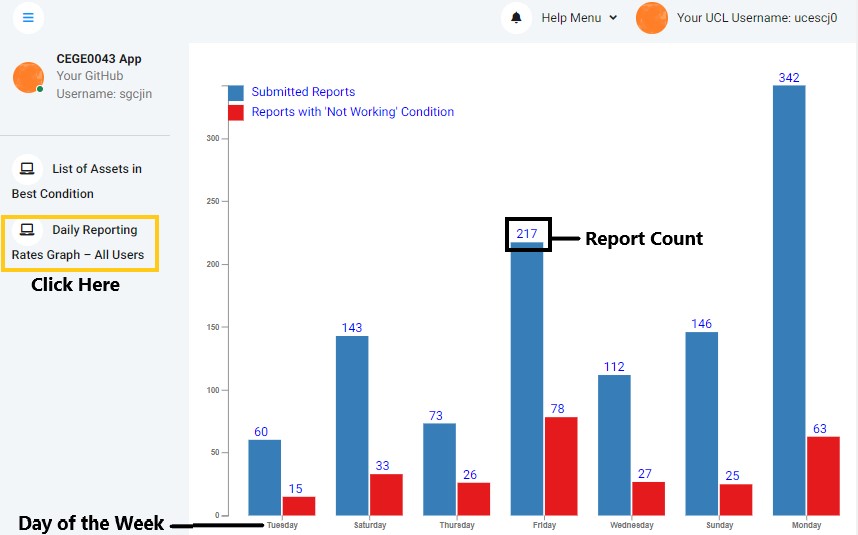 Help Menu
Your UCL Username: ucescj0
CEGE0043 App
Your GitHub
Username: sgcjin
List of Assets in
Best Condition
Daily Reporting
Rates Graph – All Users
Click Here
Submitted Reports
Reports with 'Not Working' Condition
300
250
200
150
100
50
0
60
15
143
33
73
26
217
78
112
27
146
25
342
63
Report Count
Day of the Week
Tuesday
Saturday
Thursday
Friday
Wednesday
Sunday
Monday